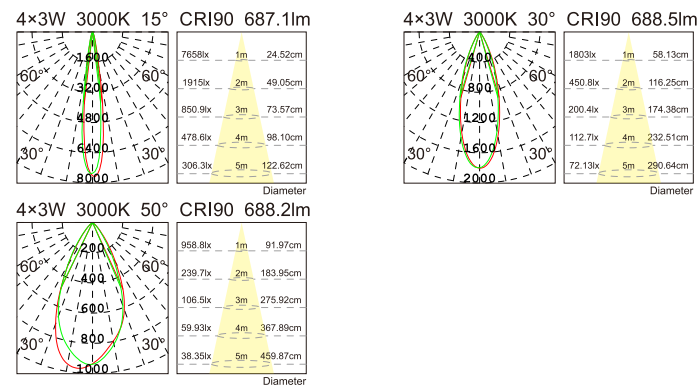 4×3W 3000K 15° CRI90 687.1lm
1600
3200
4800
6400
8000
60° 60°
30° 30°
7658lx 1m 24.52cm
1915lx 2m 49.05cm
850.9lx 3m 73.57cm
478.6lx 4m 98.10cm
306.3lx 5m 122.62cm
Diameter
4×3W 3000K 30° CRI90 688.5lm
400
800
1200
1600
2000
60° 60°
30° 30°
1803lx 1m 58.13cm
450.8lx 2m 116.25cm
200.4lx 3m 174.38cm
112.7lx 4m 232.51cm
72.13lx 5m 290.64cm
Diameter
4×3W 3000K 50° CRI90 688.2lm
200
400
600
800
1000
60° 60°
30° 30°
958.8lx 1m 91.97cm
239.7lx 2m 183.95cm
106.5lx 3m 275.92cm
59.93lx 4m 367.89cm
38.35lx 5m 459.87cm
Diameter